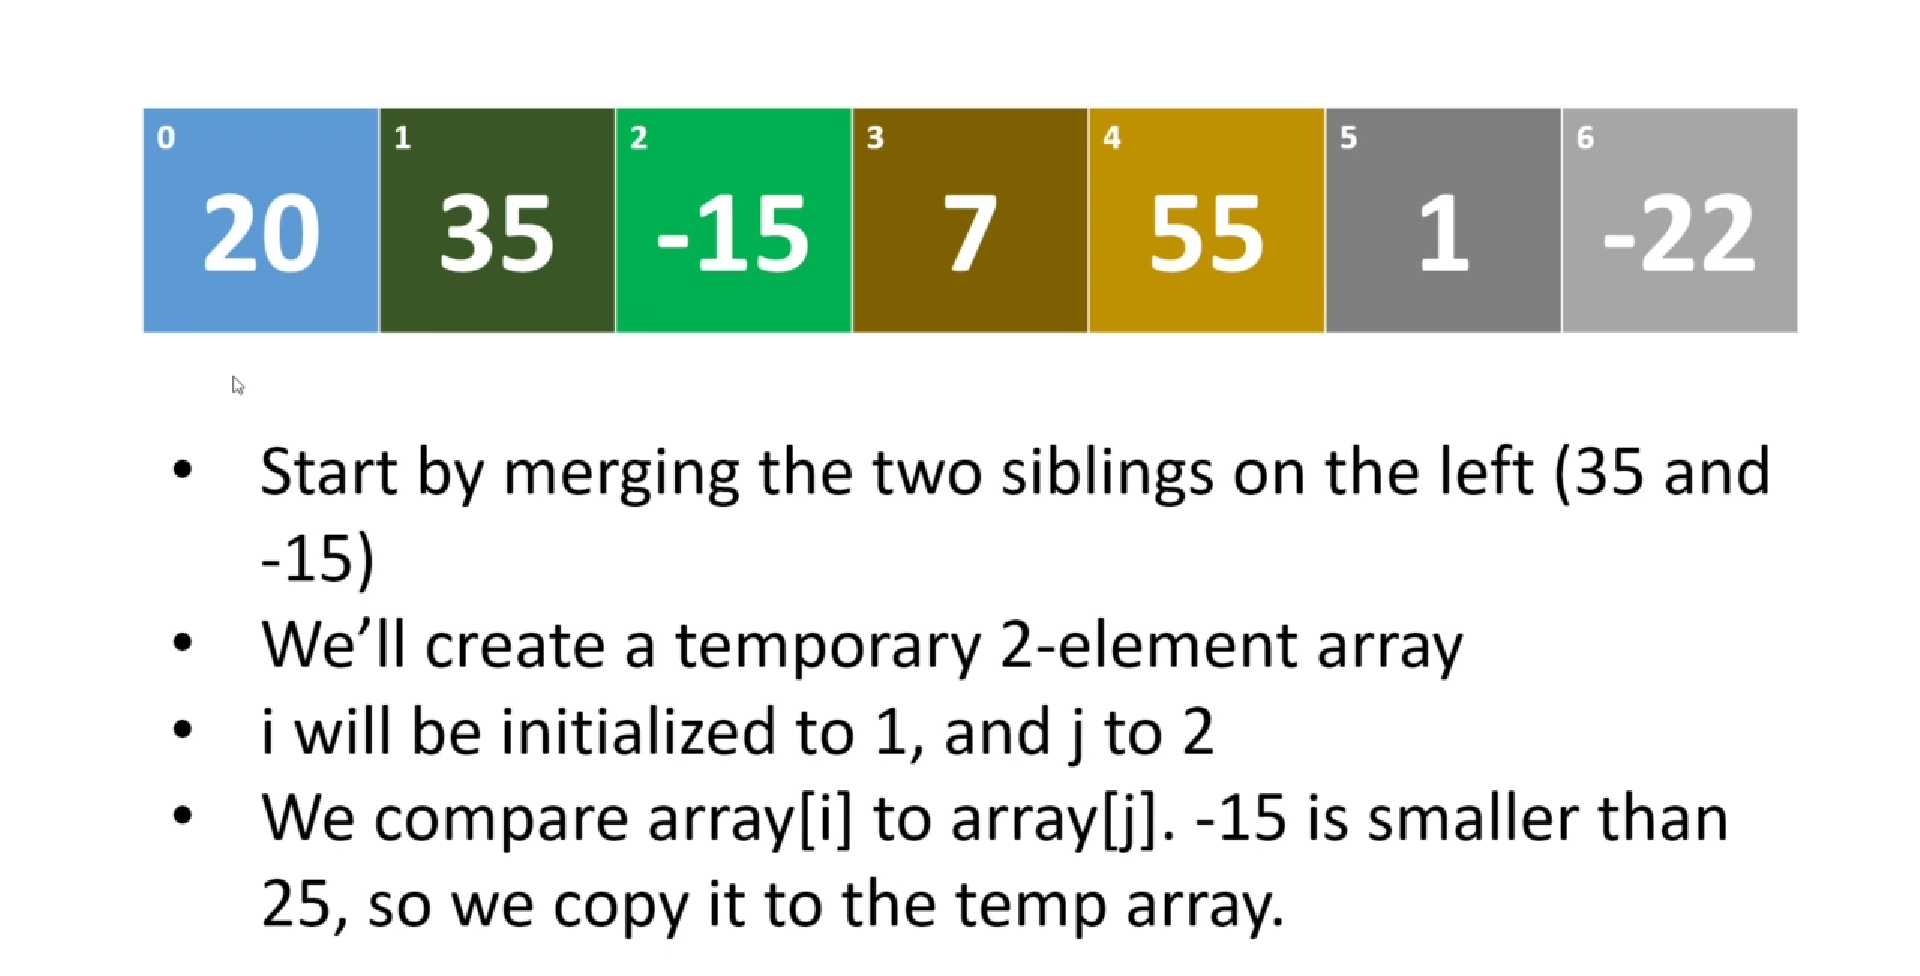 0 1 2 3 4 5 6
20 35 -15 7 55 1 -22
• Start by merging the two siblings on the left (35 and
-15)
• We’ll create a temporary 2-element array
• i will be initialized to 1, and j to 2
• We compare array[i] to array[j]. -15 is smaller than
25, so we copy it to the temp array.